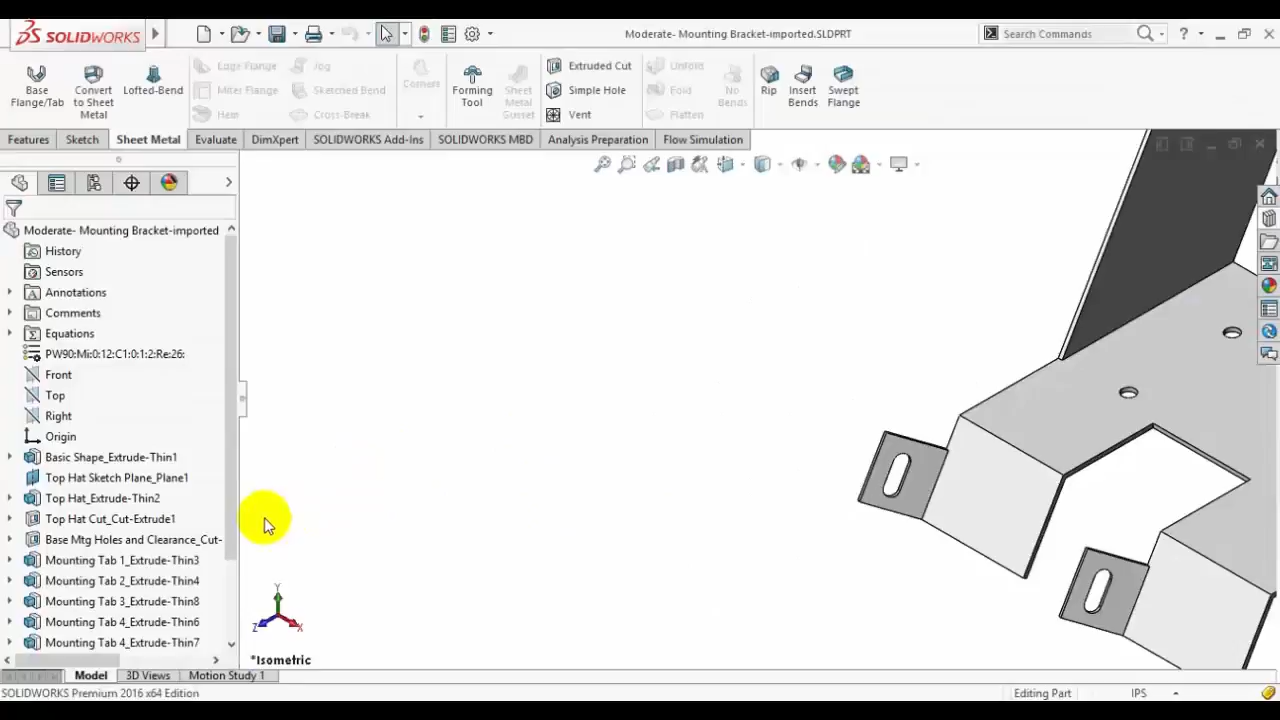 SOLIDWORKS
Moderate- Mounting Bracket-imported.SLDPRT
Search Commands
?
Base Flange/Tab
Convert to Sheet Metal
Lofted-Bend
Edge Flange
Miter Flange
Hem
Jog
Sketched Bend
Cross-Break
Corners
Forming Tool
Sheet Metal Gusset
Extruded Cut
Simple Hole
Vent
Unfold
Fold
Flatten
No Bends
Rip
Insert Bends
Swept Flange
Features
Sketch
Sheet Metal
Evaluate
DimXpert
SOLIDWORKS Add-Ins
SOLIDWORKS MBD
Analysis Preparation
Flow Simulation
Moderate- Mounting Bracket-imported
History
Sensors
Annotations
Comments
Equations
PW90:Mi:0:12:C1:0:1:2:Re:26:
Front
Top
Right
Origin
Basic Shape_Extrude-Thin1
Top Hat Sketch Plane_Plane1
Top Hat_Extrude-Thin2
Top Hat Cut_Cut-Extrude1
Base Mtg Holes and Clearance_Cut-
Mounting Tab 1_Extrude-Thin3
Mounting Tab 2_Extrude-Thin4
Mounting Tab 3_Extrude-Thin8
Mounting Tab 4_Extrude-Thin6
Mounting Tab 4_Extrude-Thin7
Y
Z
X
*Isometric
Model
3D Views
Motion Study 1
SOLIDWORKS Premium 2016 x64 Edition
Editing Part
IPS